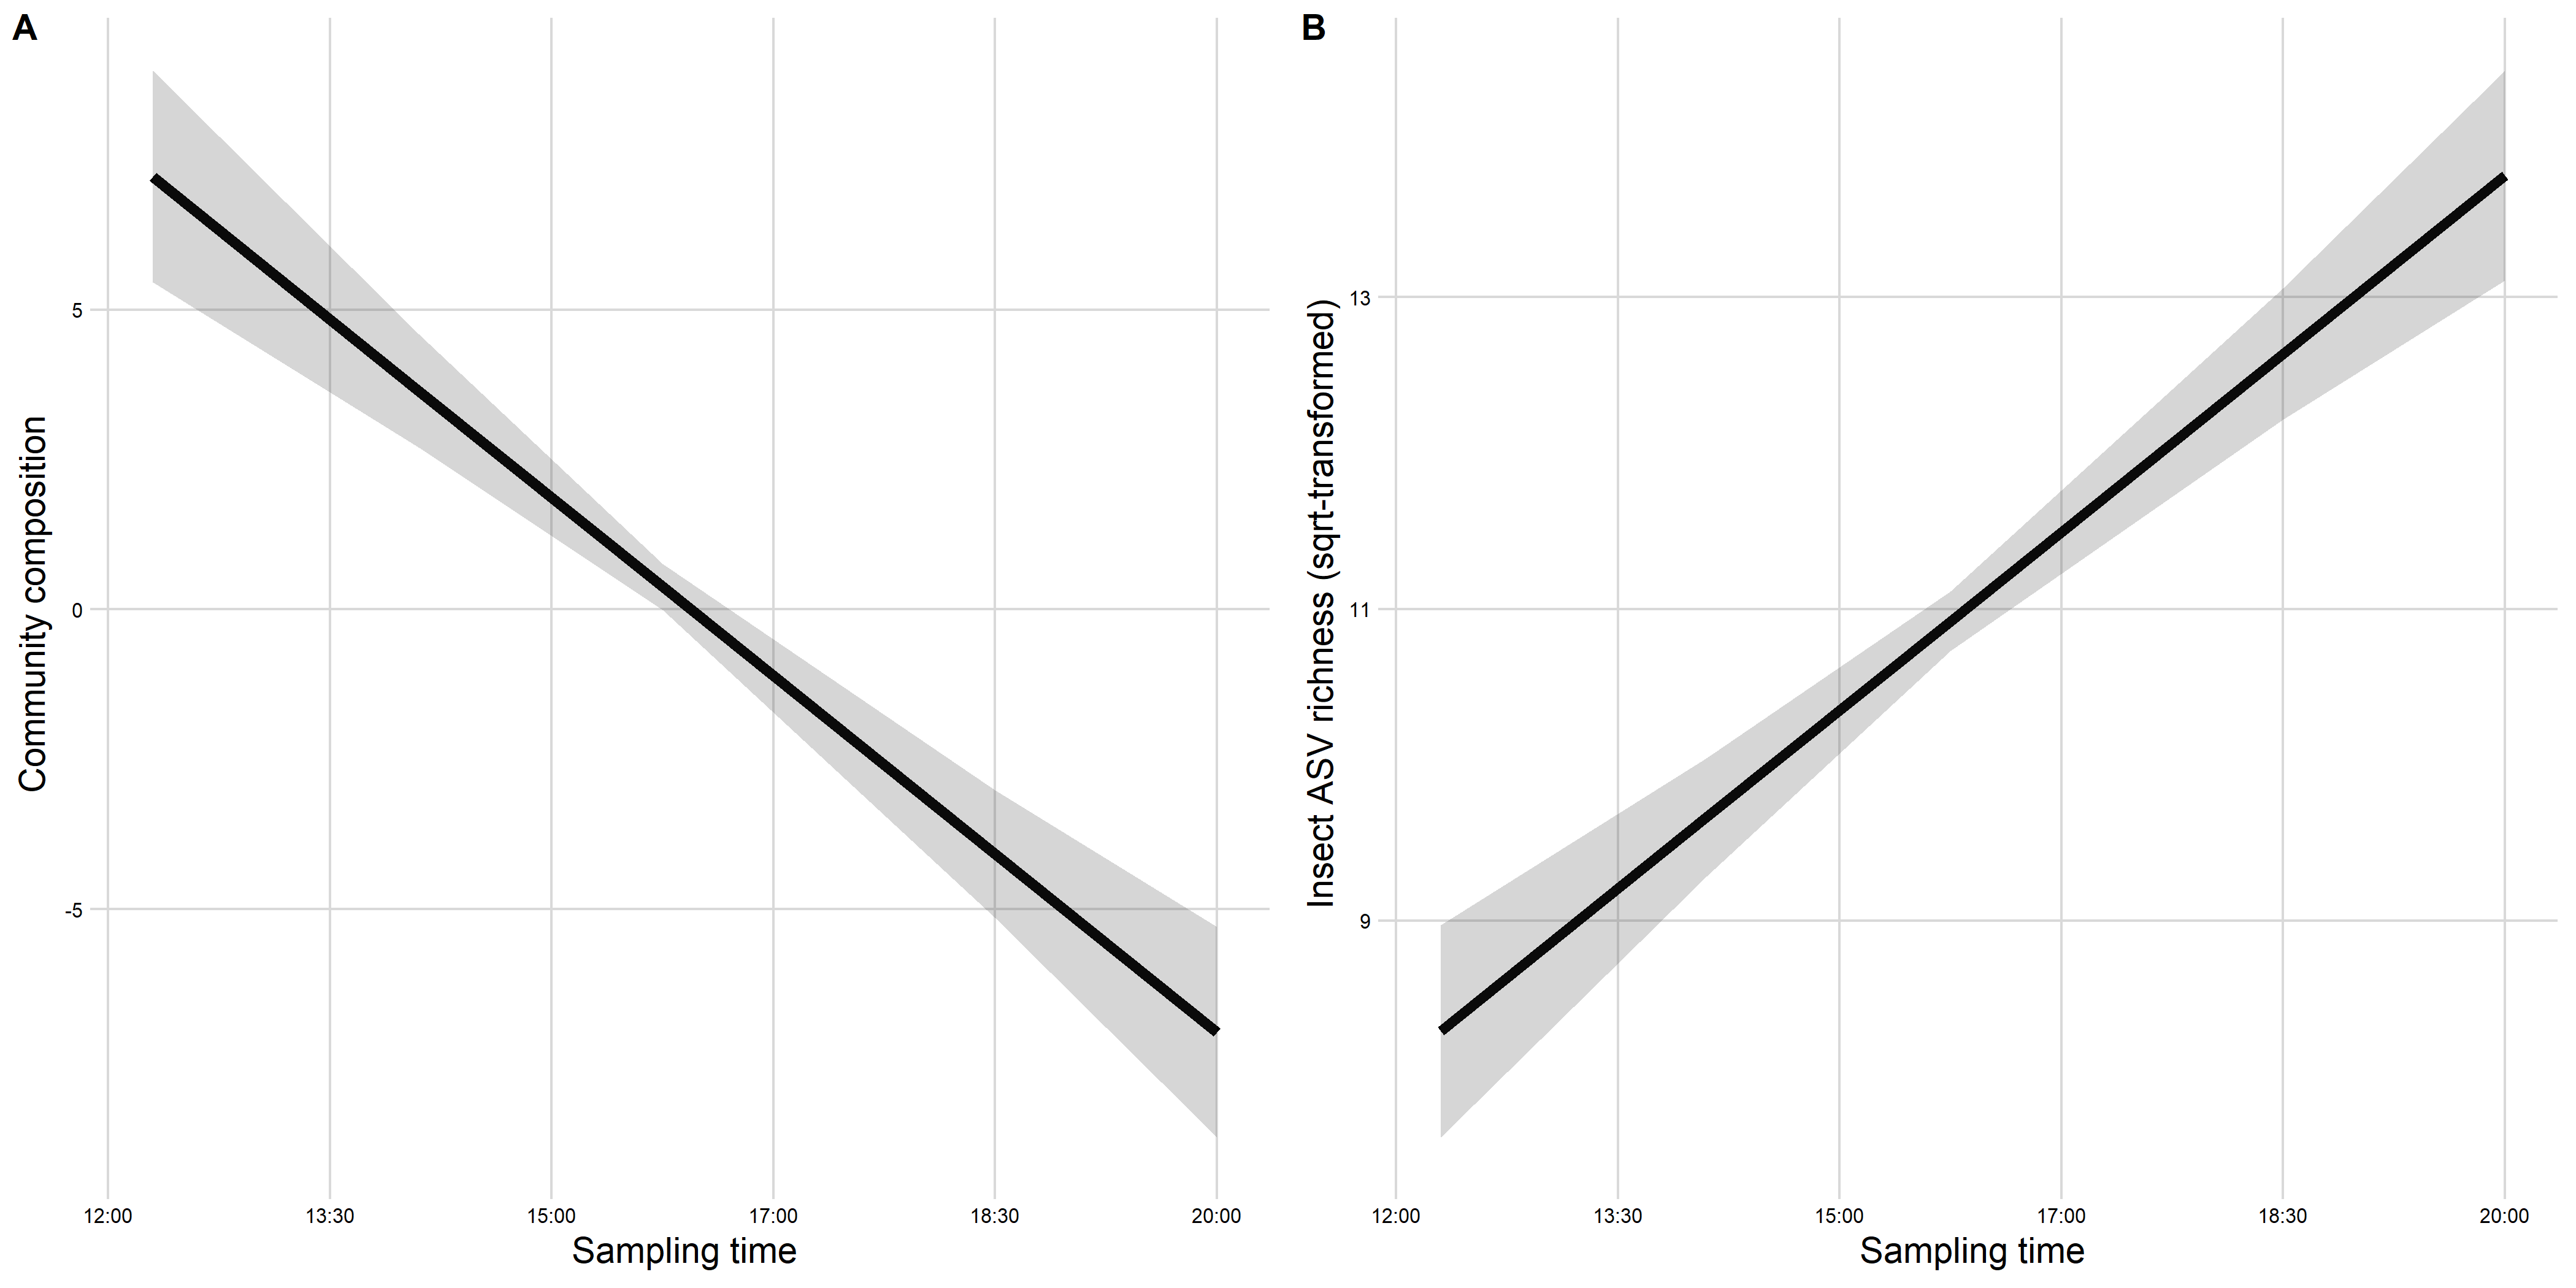 A
Community composition
5
0
-5
12:00 13:30 15:00 17:00 18:30 20:00
Sampling time
B
Insect ASV richness (sqrt-transformed)
13
11
9
12:00 13:30 15:00 17:00 18:30 20:00
Sampling time